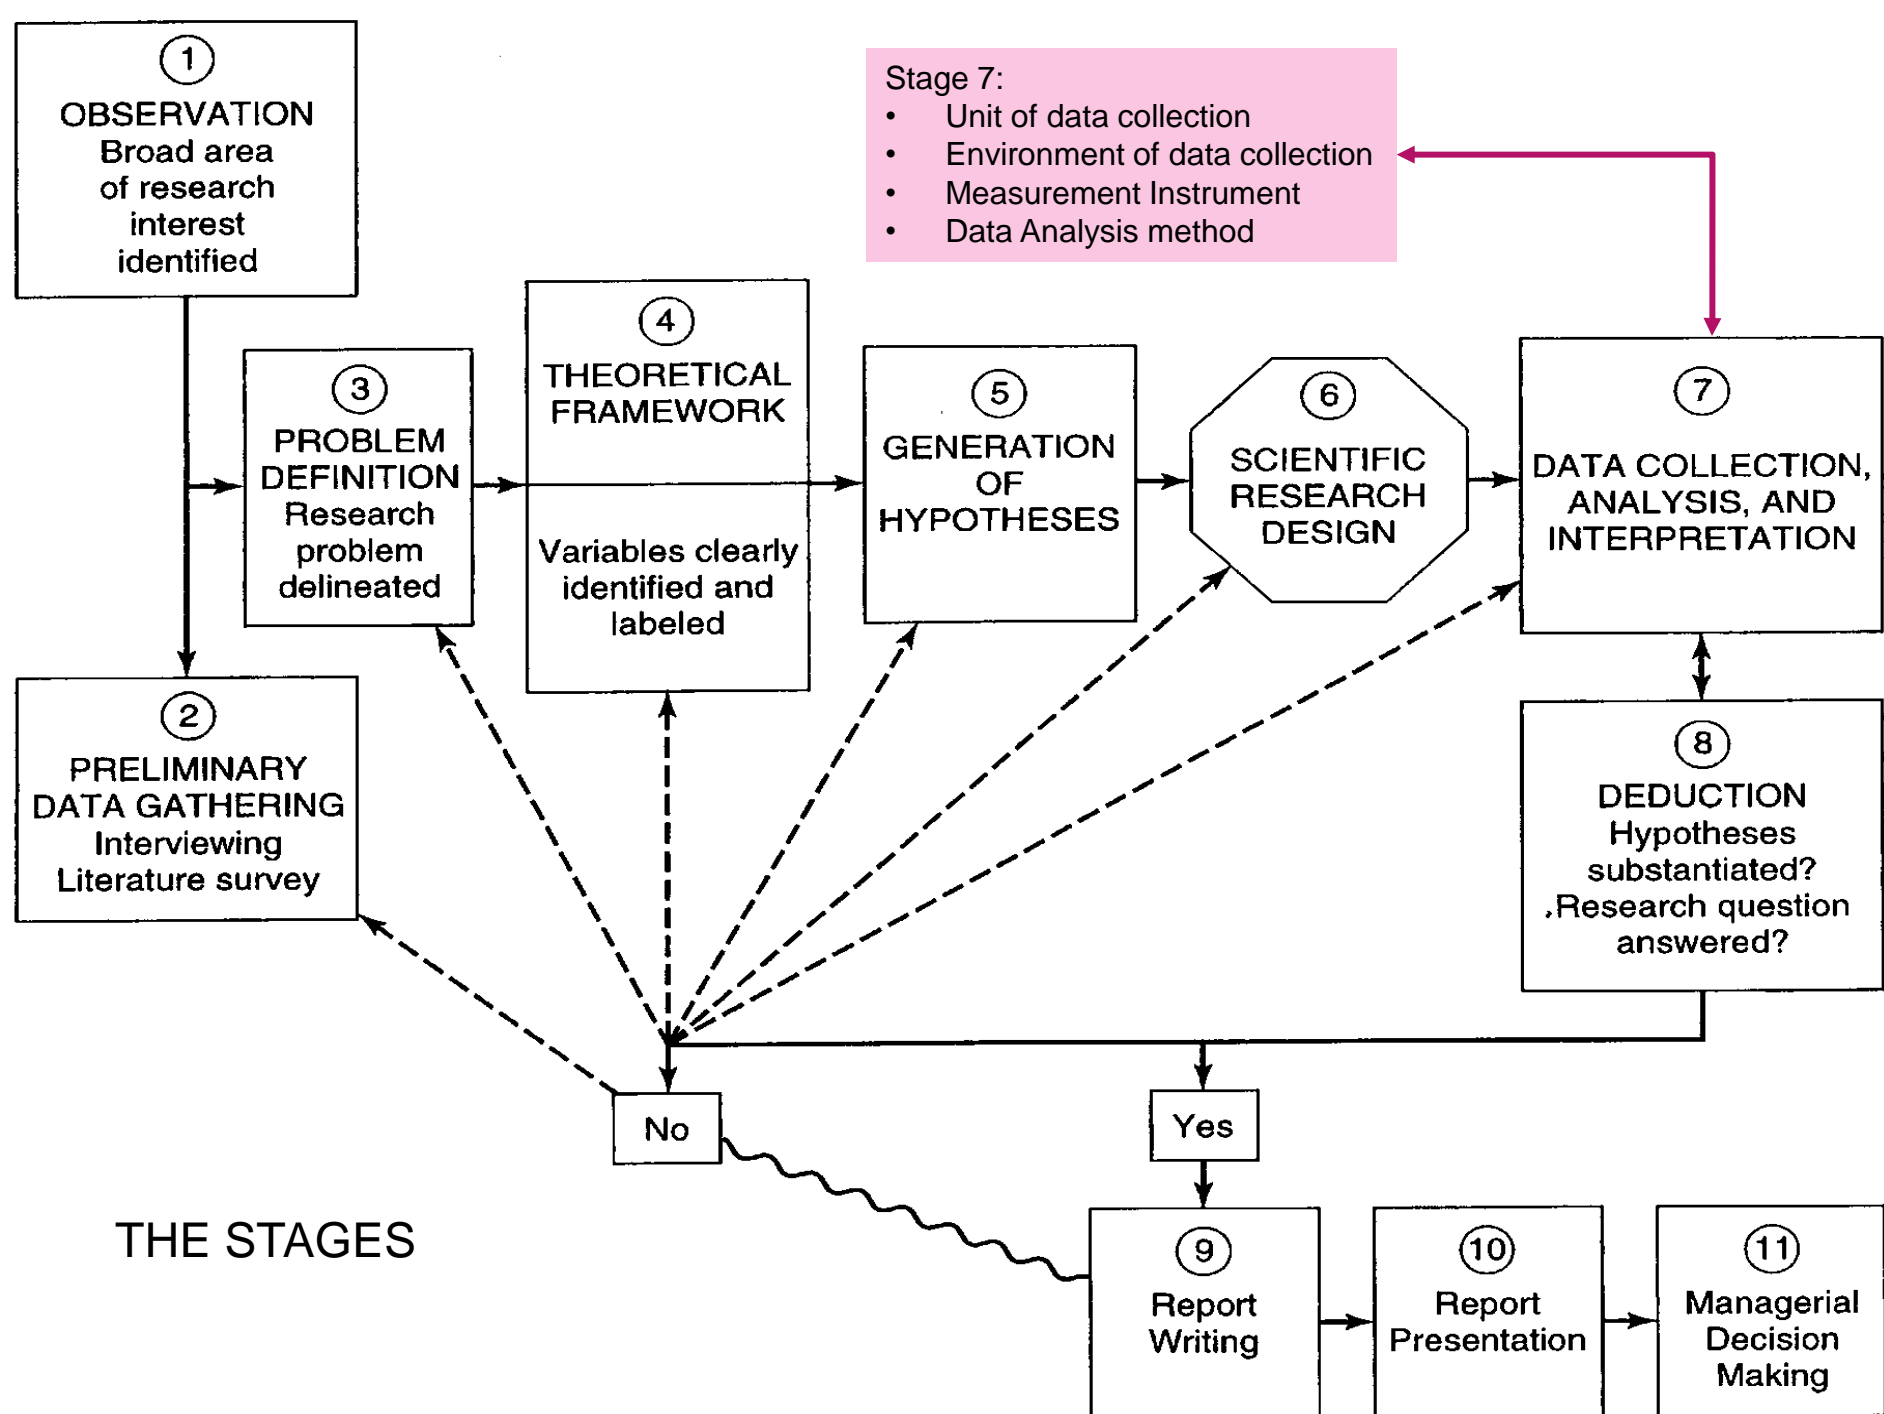 1
OBSERVATION
Broad area
of research
interest
identified
Stage 7:
• Unit of data collection
• Environment of data collection
• Measurement Instrument
• Data Analysis method
2
PRELIMINARY
DATA GATHERING
Interviewing
Literature survey
3
PROBLEM
DEFINITION
Research
problem
delineated
4
THEORETICAL
FRAMEWORK
Variables clearly
identified and
labeled
5
GENERATION
OF
HYPOTHESES
6
SCIENTIFIC
RESEARCH
DESIGN
7
DATA COLLECTION,
ANALYSIS, AND
INTERPRETATION
8
DEDUCTION
Hypotheses
substantiated?
Research question
answered?
No
Yes
THE STAGES
9
Report
Writing
10
Report
Presentation
11
Managerial
Decision
Making